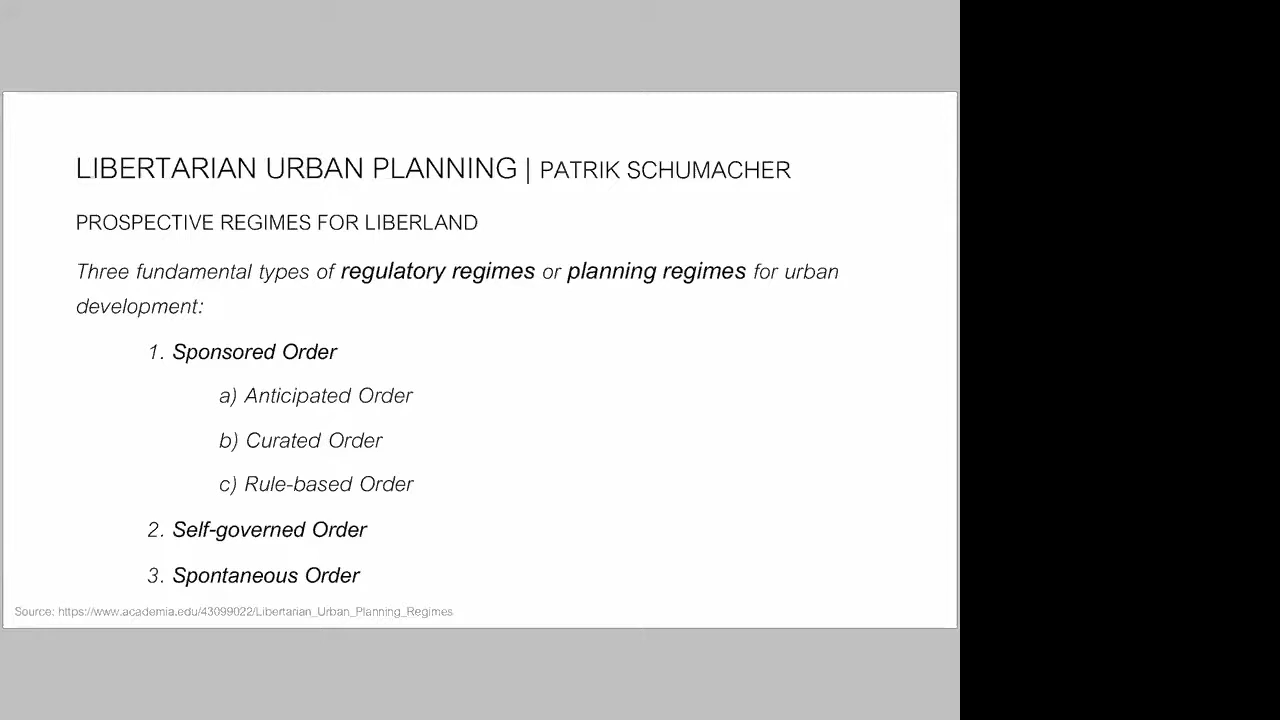 LIBERTARIAN URBAN PLANNING | PATRIK SCHUMACHER
PROSPECTIVE REGIMES FOR LIBERLAND
Three fundamental types of regulatory regimes or planning regimes for urban
development:
1. Sponsored Order
a) Anticipated Order
b) Curated Order
c) Rule-based Order
2. Self-governed Order
3. Spontaneous Order
Source: https://www.academia.edu/43099022/Libertarian_Urban_Planning_Regimes